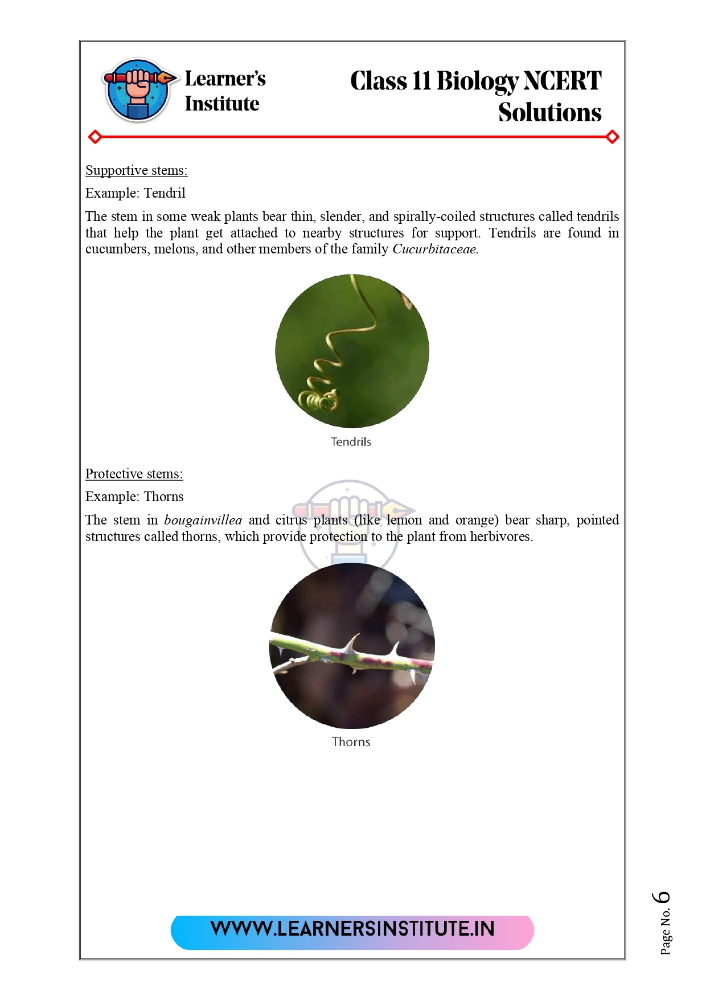 Learner's
Institute
Class 11 Biology NCERT
Solutions
Supportive stems:
Example: Tendril
The stem in some weak plants bear thin, slender, and spirally-coiled structures called tendrils
that help the plant get attached to nearby structures for support. Tendrils are found in
cucumbers, melons, and other members of the family Cucurbitaceae.
Tendrils
Protective stems:
Example: Thorns
The stem in bougainvillea and citrus plants (like lemon and orange) bear sharp, pointed
structures called thorns, which provide protection to the plant from herbivores.
Thorns
WWW.LEARNERSINSTITUTE.IN
Page No. 6